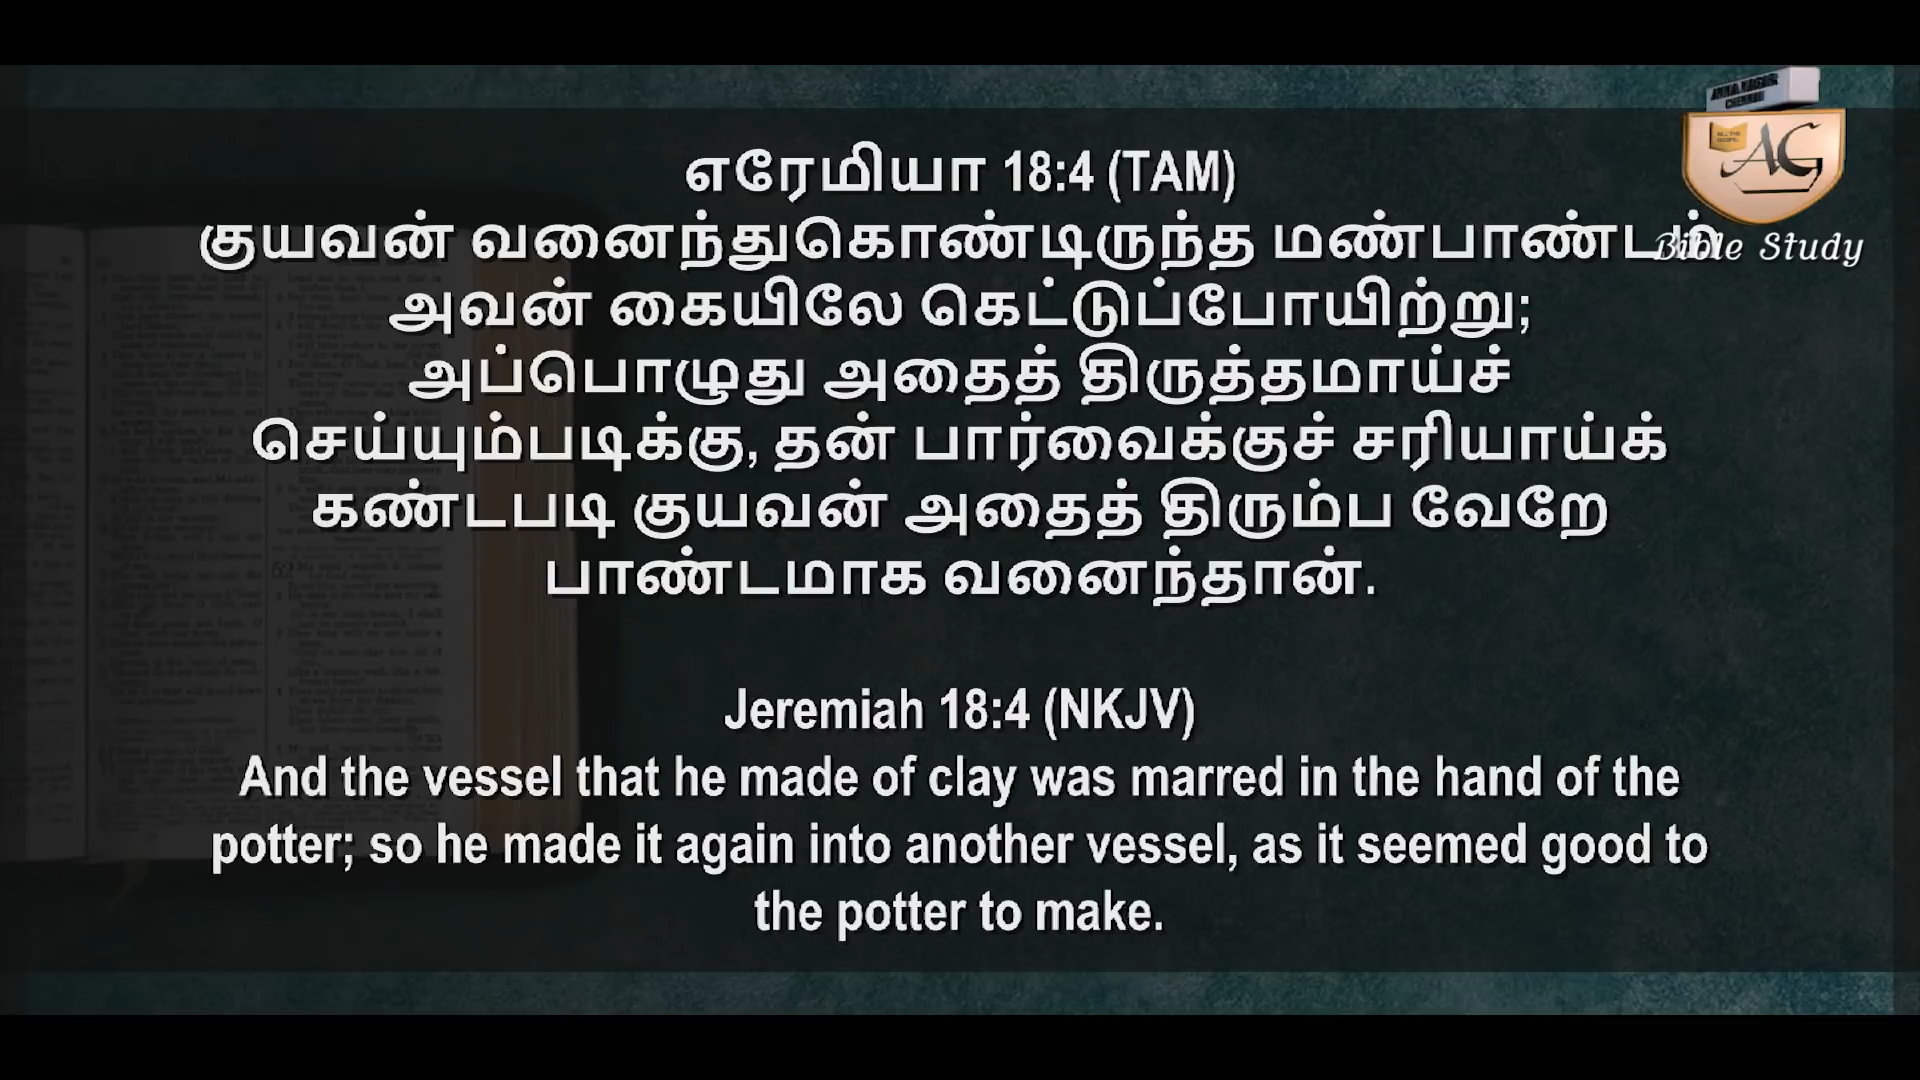 எரேமியா 18:4 (TAM)
குயவன் வனைந்துகொண்டிருந்த மண்பாண்டம்
அவன் கையிலே கெட்டுப்போயிற்று;
அப்பொழுது அதைத் திருத்தமாய்ச்
செய்யும்படிக்கு, தன் பார்வைக்குச் சரியாய்க்
கண்டபடி குயவன் அதைத் திரும்ப வேறே
பாண்டமாக வனைந்தான்.
Jeremiah 18:4 (NKJV)
And the vessel that he made of clay was marred in the hand of the
potter; so he made it again into another vessel, as it seemed good to
the potter to make.
ANNA NAGAR
CHENNAI
AG
Bible Study